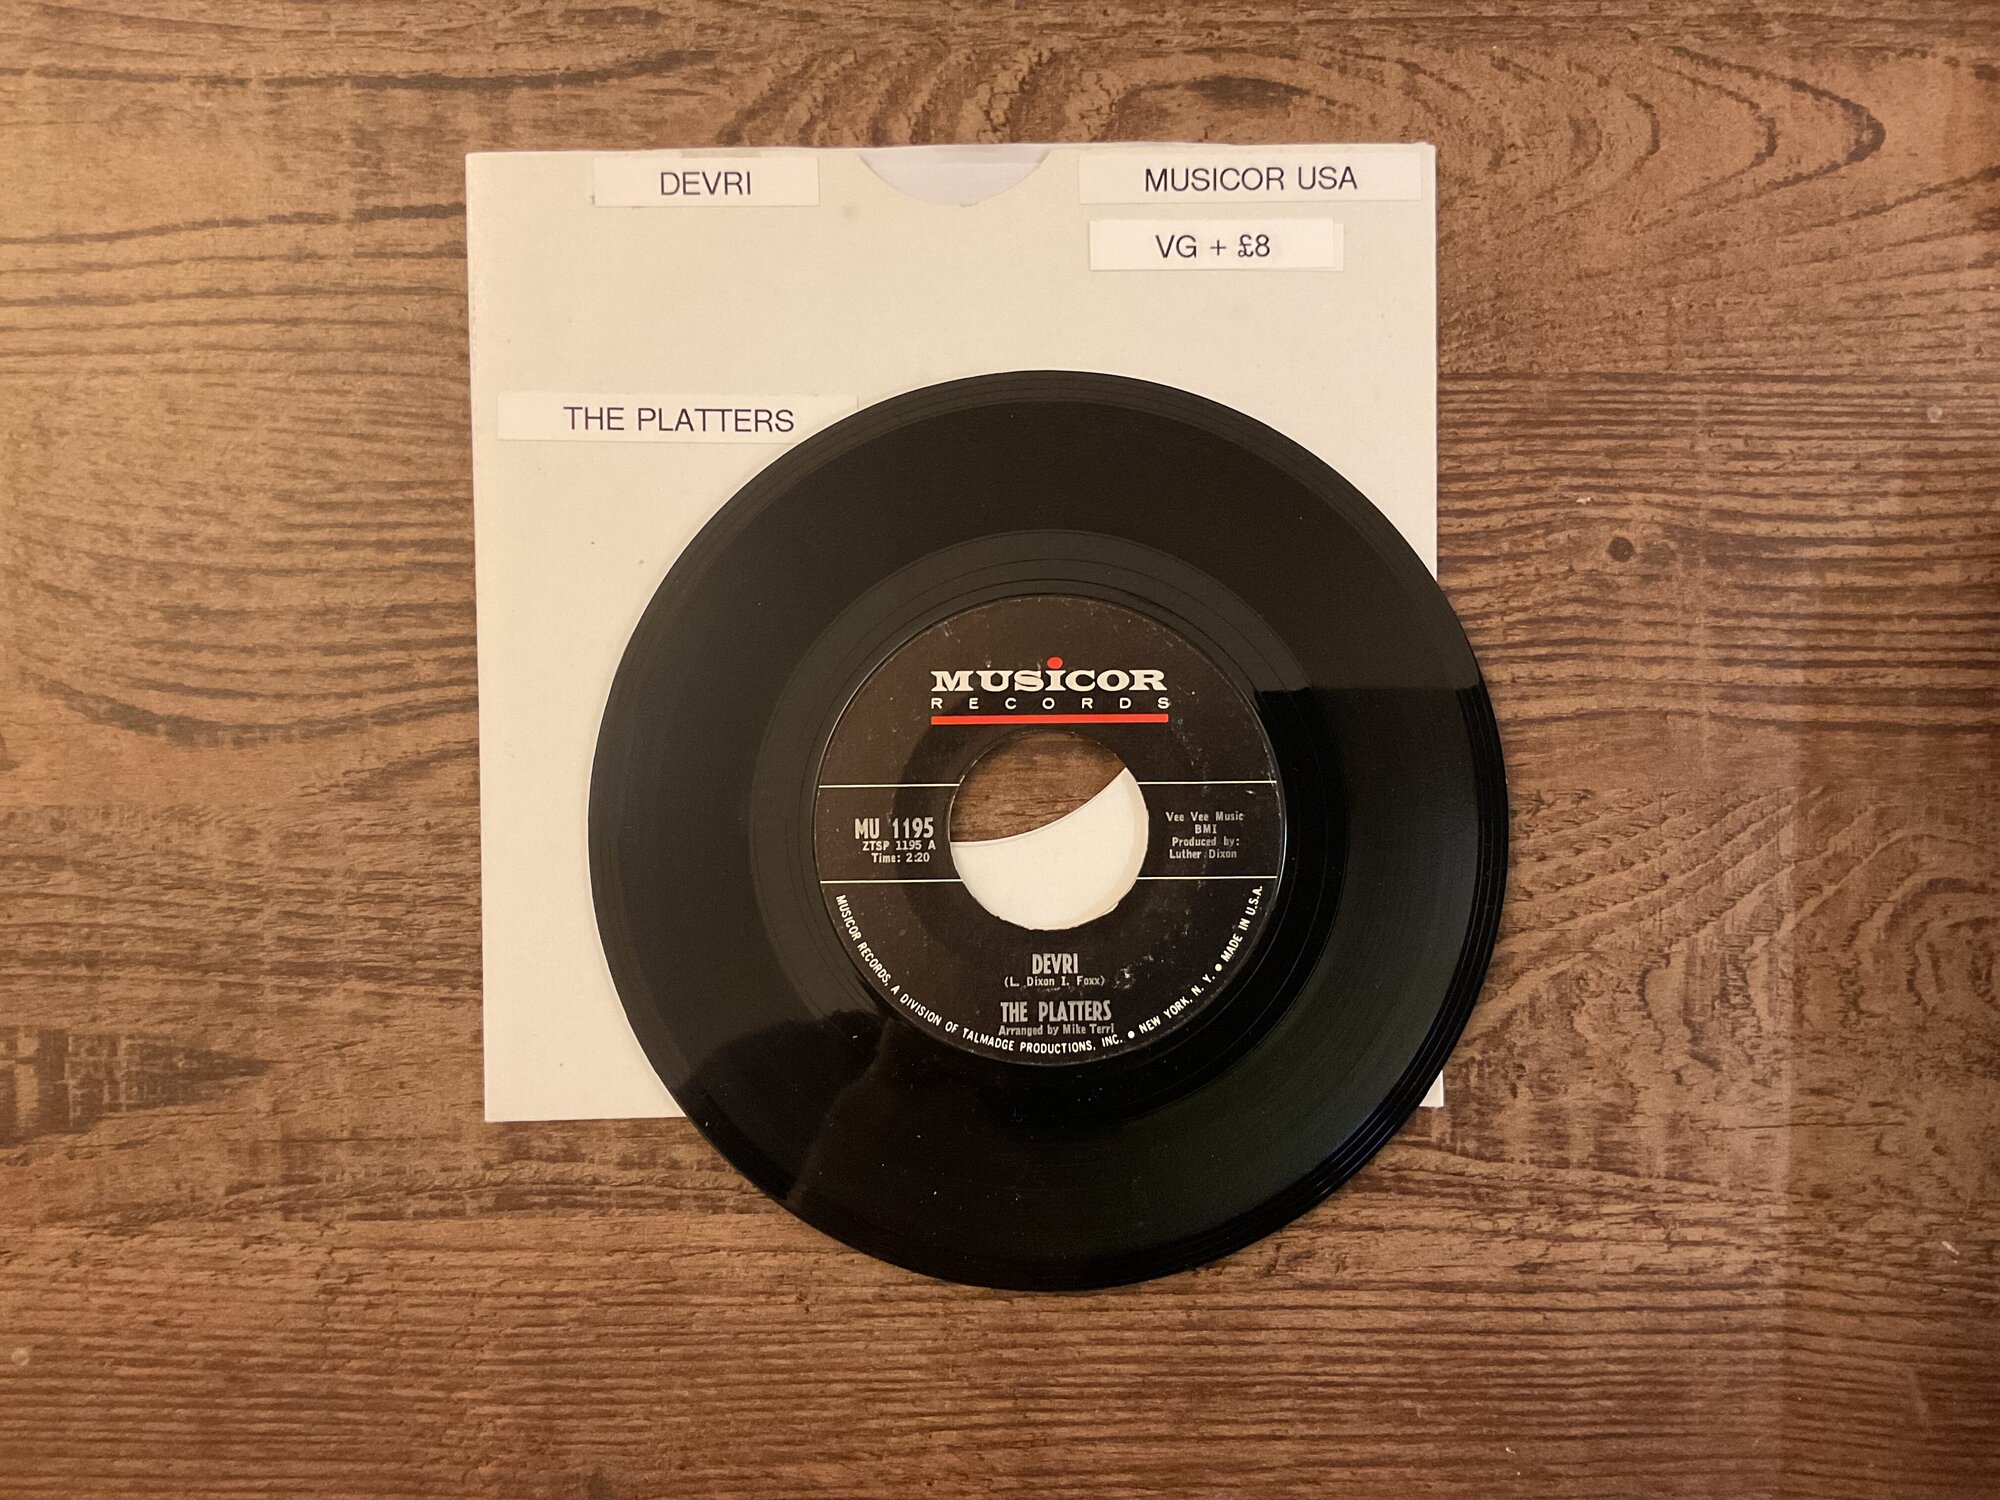 DEVRI
MUSICOR USA
VG + £8
THE PLATTERS
MUSICOR
RECORDS
MU 1195
ZTSP 1195 A
Time: 2:20
Vee Vee Music
BMI
Produced by:
Luther Dixon
DEVRI
(L. Dixon I. Foxx)
THE PLATTERS
Arranged by Mike Terri
MUSICOR RECORDS, A DIVISION OF TALMADGE PRODUCTIONS, INC. ● NEW YORK, N. Y. ● MADE IN U.S.A.